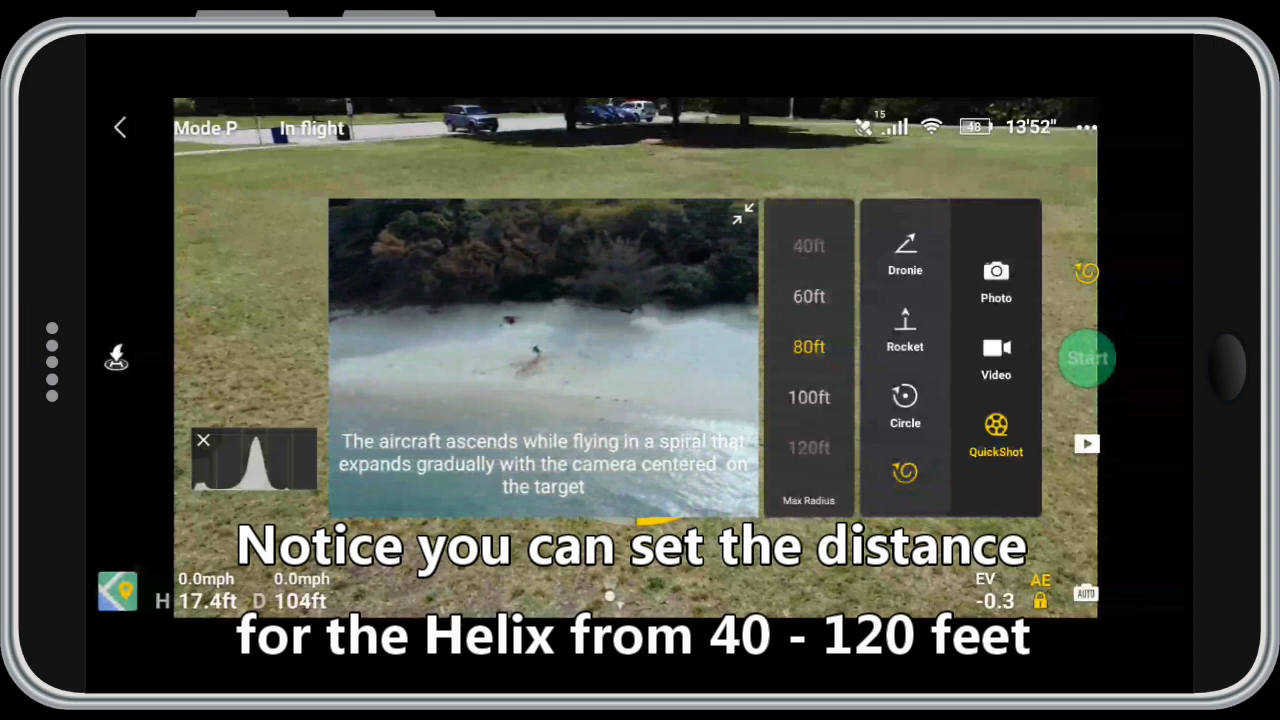 Mode P
In flight
15
48
13'52"
40ft
60ft
80ft
100ft
120ft
Max Radius
Dronie
Rocket
Circle
Photo
Video
QuickShot
Start
The aircraft ascends while flying in a spiral that
expands gradually with the camera centered on
the target
Notice you can set the distance
for the Helix from 40 - 120 feet
0.0mph
0.0mph
H 17.4ft
D 104ft
EV
-0.3
AE
AUTO